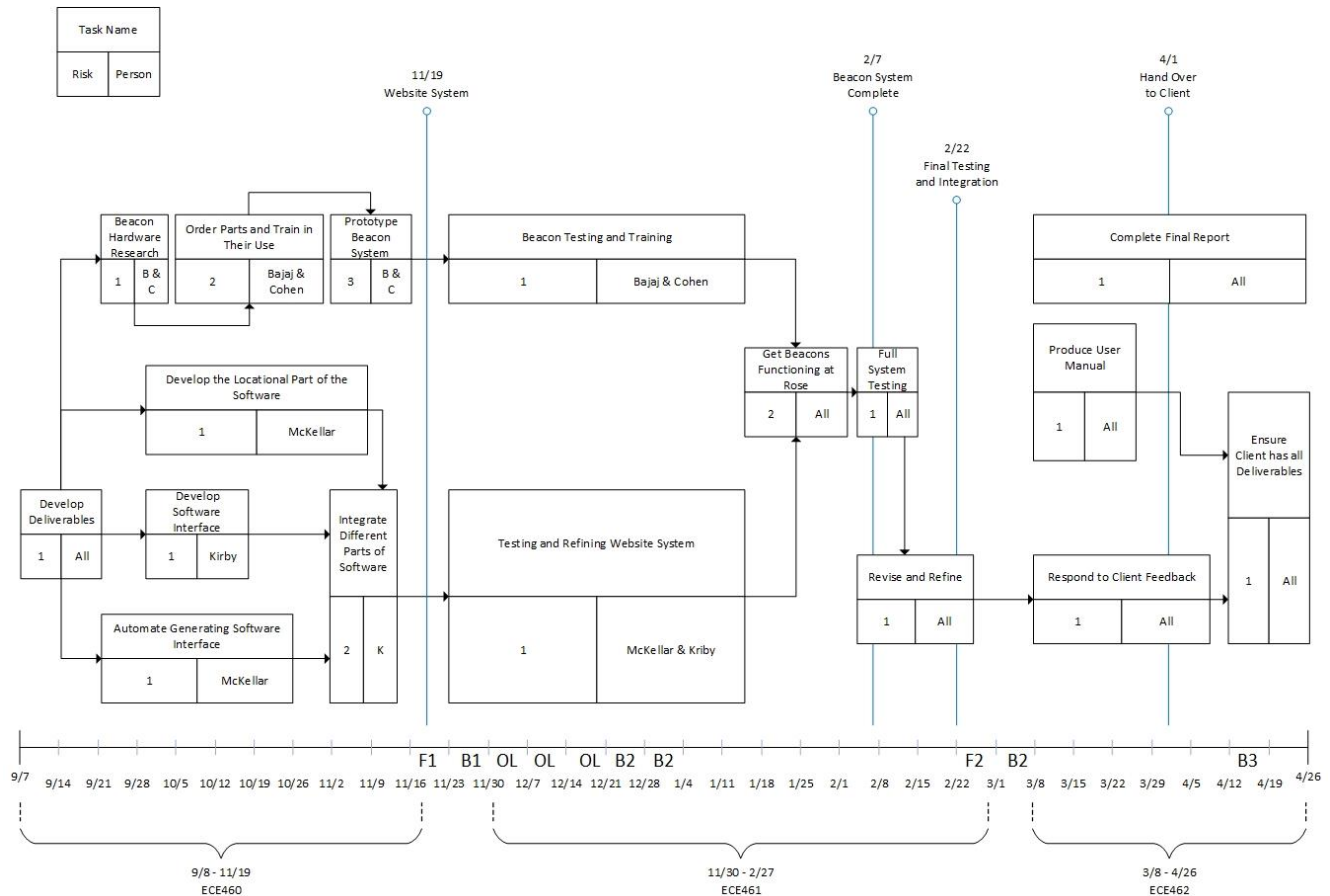 Task Name
Risk
Person
11/19
Website System
2/7
Beacon System
Complete
4/1
Hand Over
to Client
2/22
Final Testing
and Integration
Beacon
Hardware
Research
1
B &
C
Order Parts and Train in
Their Use
2
Bajaj &
Cohen
Prototype
Beacon
System
3
B &
C
Beacon Testing and Training
1
Bajaj & Cohen
Complete Final Report
1
All
Get Beacons
Functioning at
Rose
2
All
Full
System
Testing
1
All
Produce User
Manual
1
All
Develop the Locational Part of the
Software
1
McKellar
Ensure
Client has all
Deliverables
1
All
Develop
Deliverables
1
All
Develop
Software
Interface
1
Kirby
Integrate
Different
Parts of
Software
2
K
Testing and Refining Website System
1
McKellar & Kriby
Revise and Refine
1
All
Respond to Client Feedback
1
All
Automate Generating Software
Interface
1
McKellar
F1
B1
OL
OL
OL
B2
B2
F2
B2
B3
9/7
9/14
9/21
9/28
10/5
10/12
10/19
10/26
11/2
11/9
11/16
11/23
11/30
12/7
12/14
12/21
12/28
1/4
1/11
1/18
1/25
2/1
2/8
2/15
2/22
3/1
3/8
3/15
3/22
3/29
4/5
4/12
4/19
4/26
9/8 - 11/19
ECE460
11/30 - 2/27
ECE461
3/8 - 4/26
ECE462